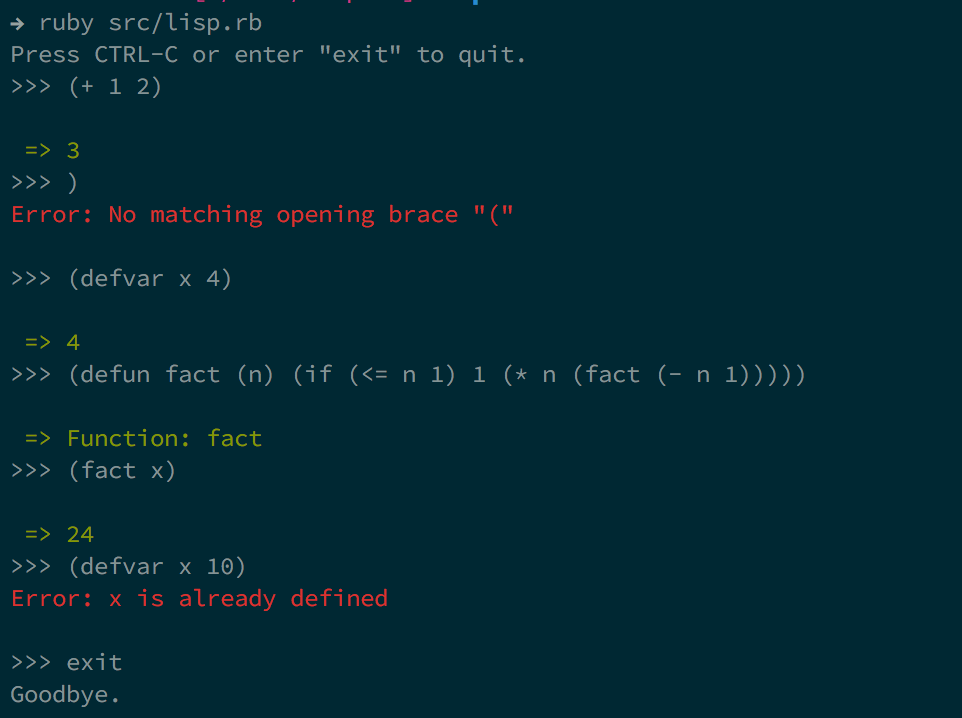 ➜ ruby src/lisp.rb
Press CTRL-C or enter "exit" to quit.
>>> (+ 1 2)
=> 3
>>> )
Error: No matching opening brace "("
>>> (defvar x 4)
=> 4
>>> (defun fact (n) (if (<= n 1) 1 (* n (fact (- n 1)))))
=> Function: fact
>>> (fact x)
=> 24
>>> (defvar x 10)
Error: x is already defined
>>> exit
Goodbye.